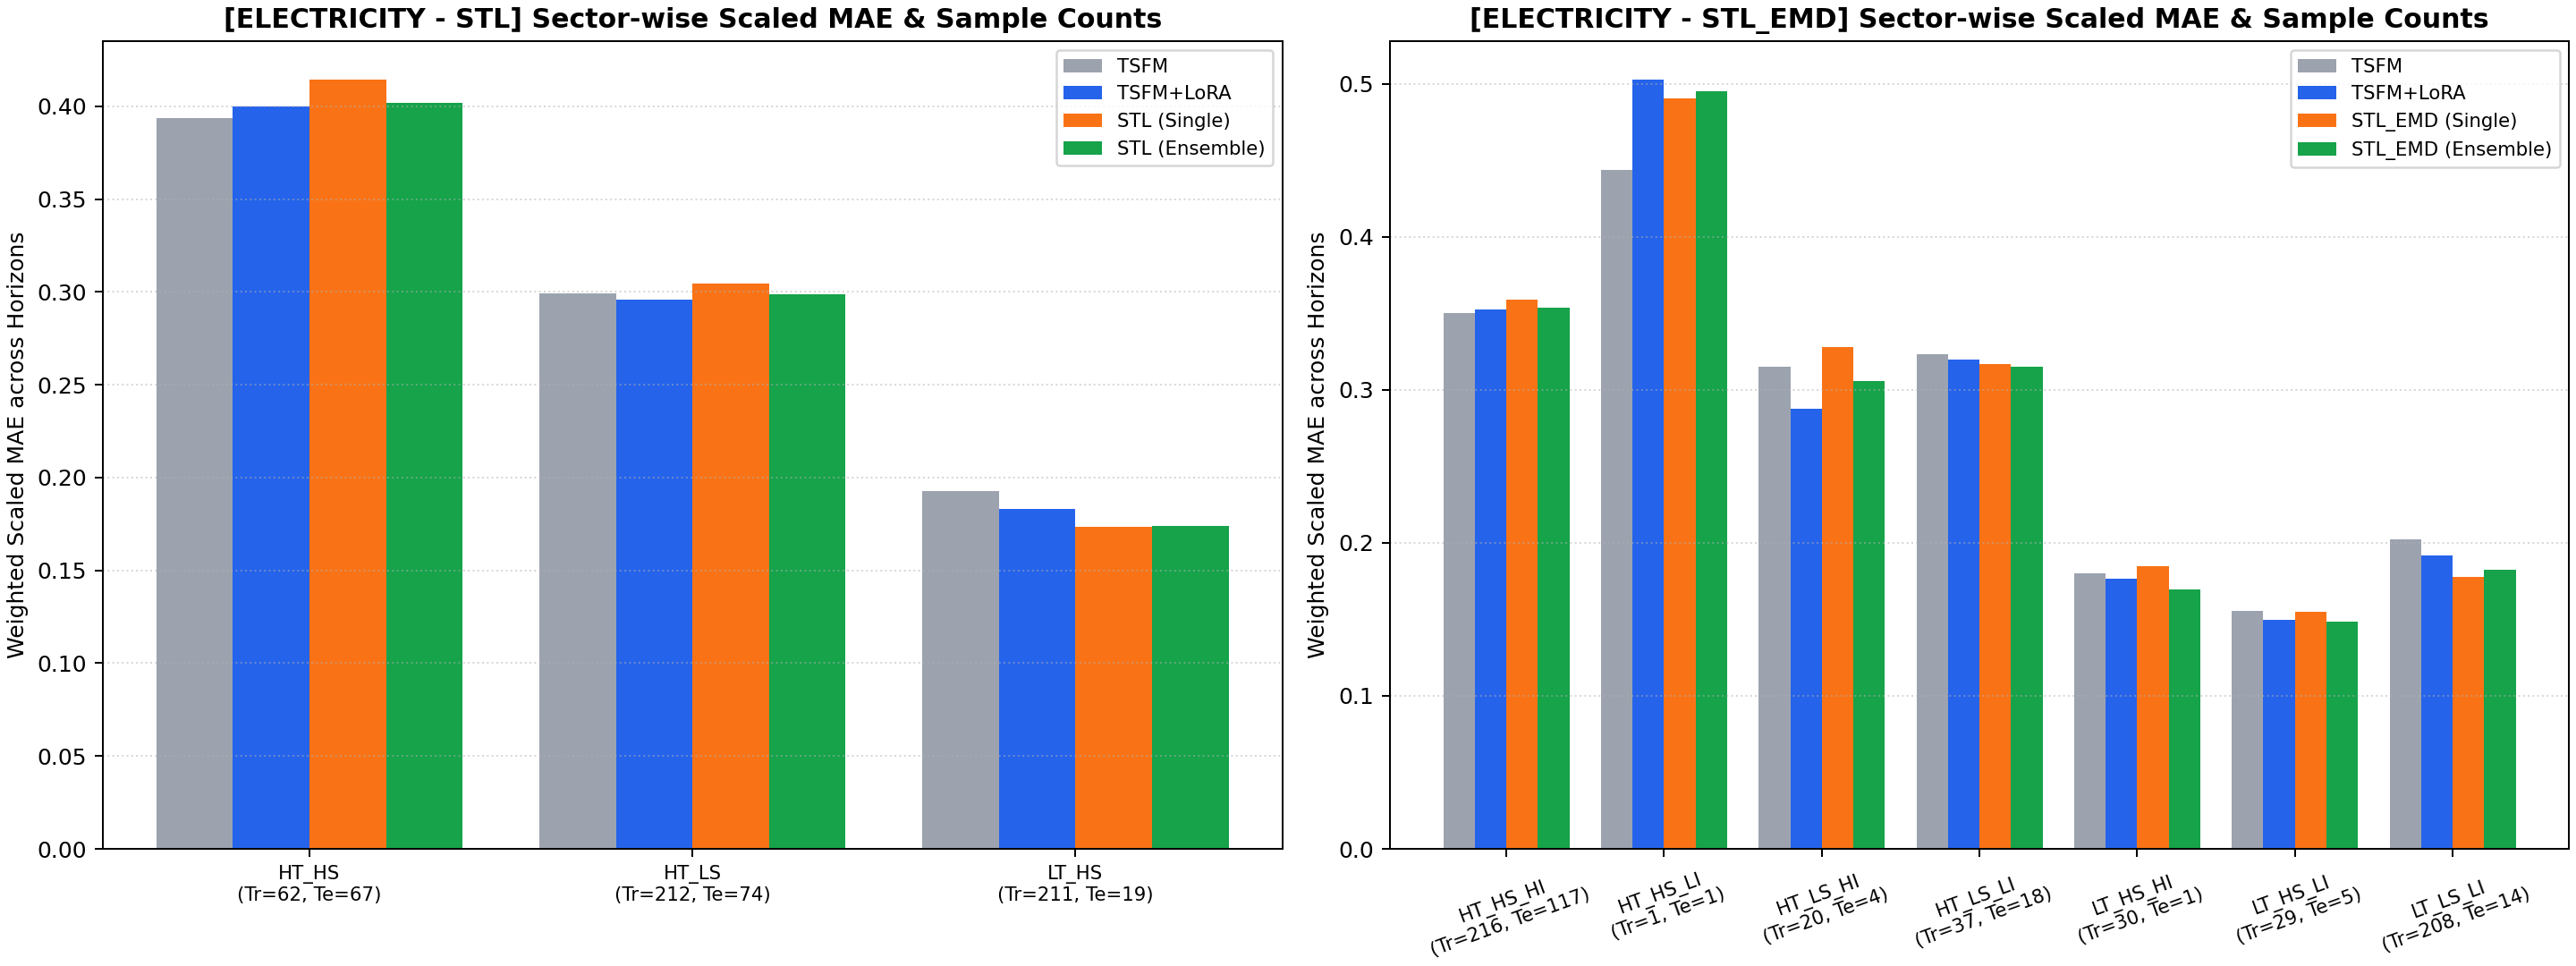 [ELECTRICITY - STL] Sector-wise Scaled MAE & Sample Counts
Weighted Scaled MAE across Horizons
0.40
0.35
0.30
0.25
0.20
0.15
0.10
0.05
0.00
TSFM
TSFM+LoRA
STL (Single)
STL (Ensemble)
HT_HS
(Tr=62, Te=67)
HT_LS
(Tr=212, Te=74)
LT_HS
(Tr=211, Te=19)
[ELECTRICITY - STL_EMD] Sector-wise Scaled MAE & Sample Counts
Weighted Scaled MAE across Horizons
0.5
0.4
0.3
0.2
0.1
0.0
TSFM
TSFM+LoRA
STL_EMD (Single)
STL_EMD (Ensemble)
HT_HS_HI
(Tr=216, Te=117)
HT_HS_LI
(Tr=1, Te=1)
HT_LS_HI
(Tr=20, Te=4)
HT_LS_LI
(Tr=37, Te=18)
LT_HS_HI
(Tr=30, Te=1)
LT_HS_LI
(Tr=29, Te=5)
LT_LS_LI
(Tr=208, Te=14)